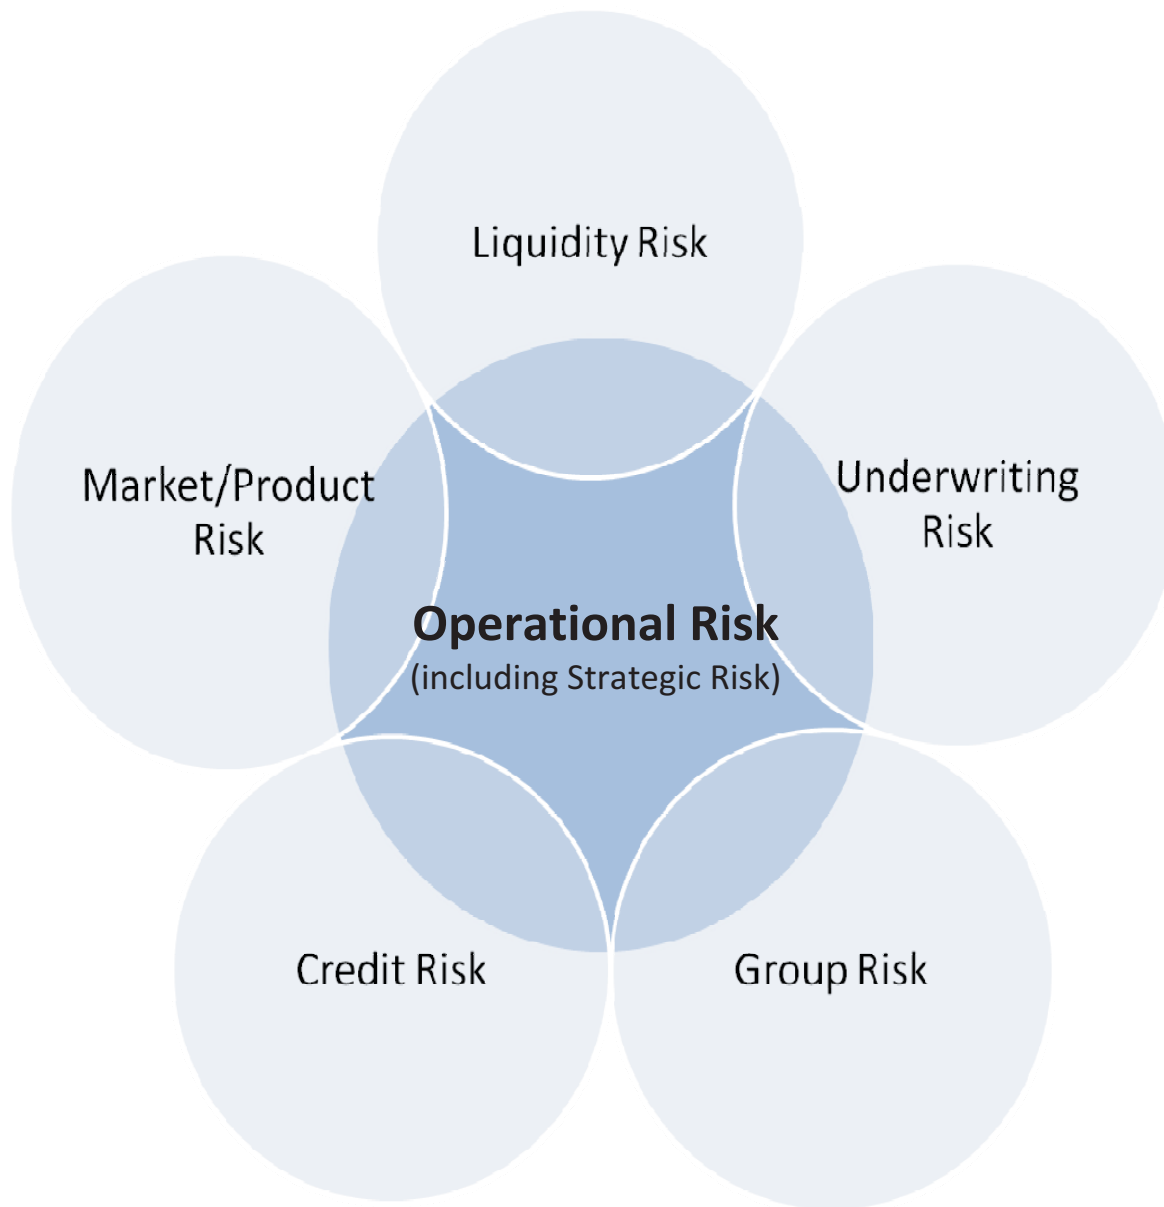 Liquidity Risk
Market/Product
Risk
Underwriting
Risk
Operational Risk
(including Strategic Risk)
Credit Risk
Group Risk